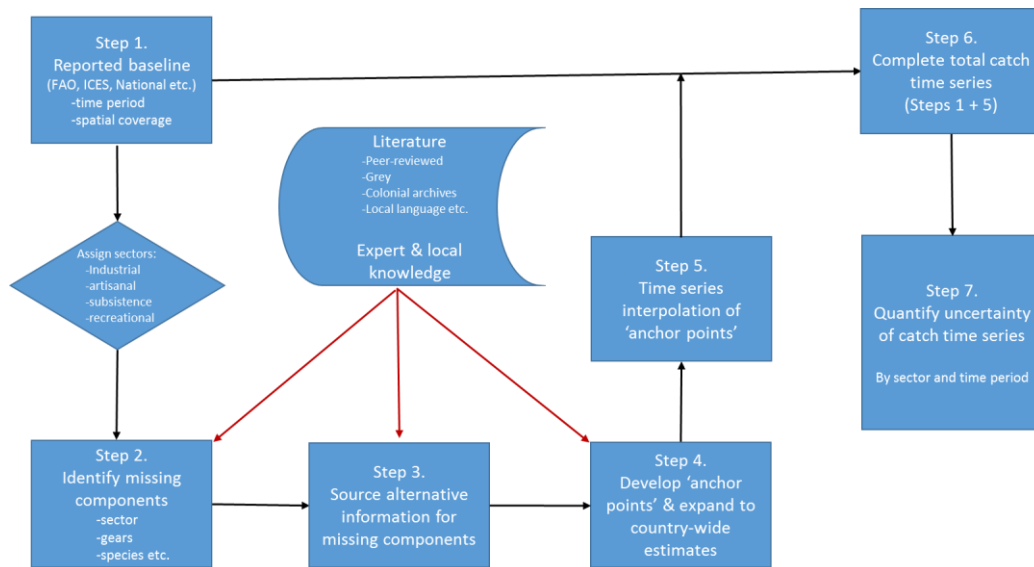 Step 1.
Reported baseline
(FAO, ICES, National etc.)
-time period
-spatial coverage
Assign sectors:
-Industrial
-artisanal
-subsistence
-recreational
Step 2.
Identify missing
components
-sector
-gears
-species etc.
Literature
-Peer-reviewed
-Grey
-Colonial archives
-Local language etc.
Expert & local
knowledge
Step 3.
Source alternative
information for
missing components
Step 4.
Develop ‘anchor
points’ & expand to
country-wide
estimates
Step 5.
Time series
interpolation of
‘anchor points’
Step 6.
Complete total catch
time series
(Steps 1 + 5)
Step 7.
Quantify uncertainty
of catch time series
By sector and time period